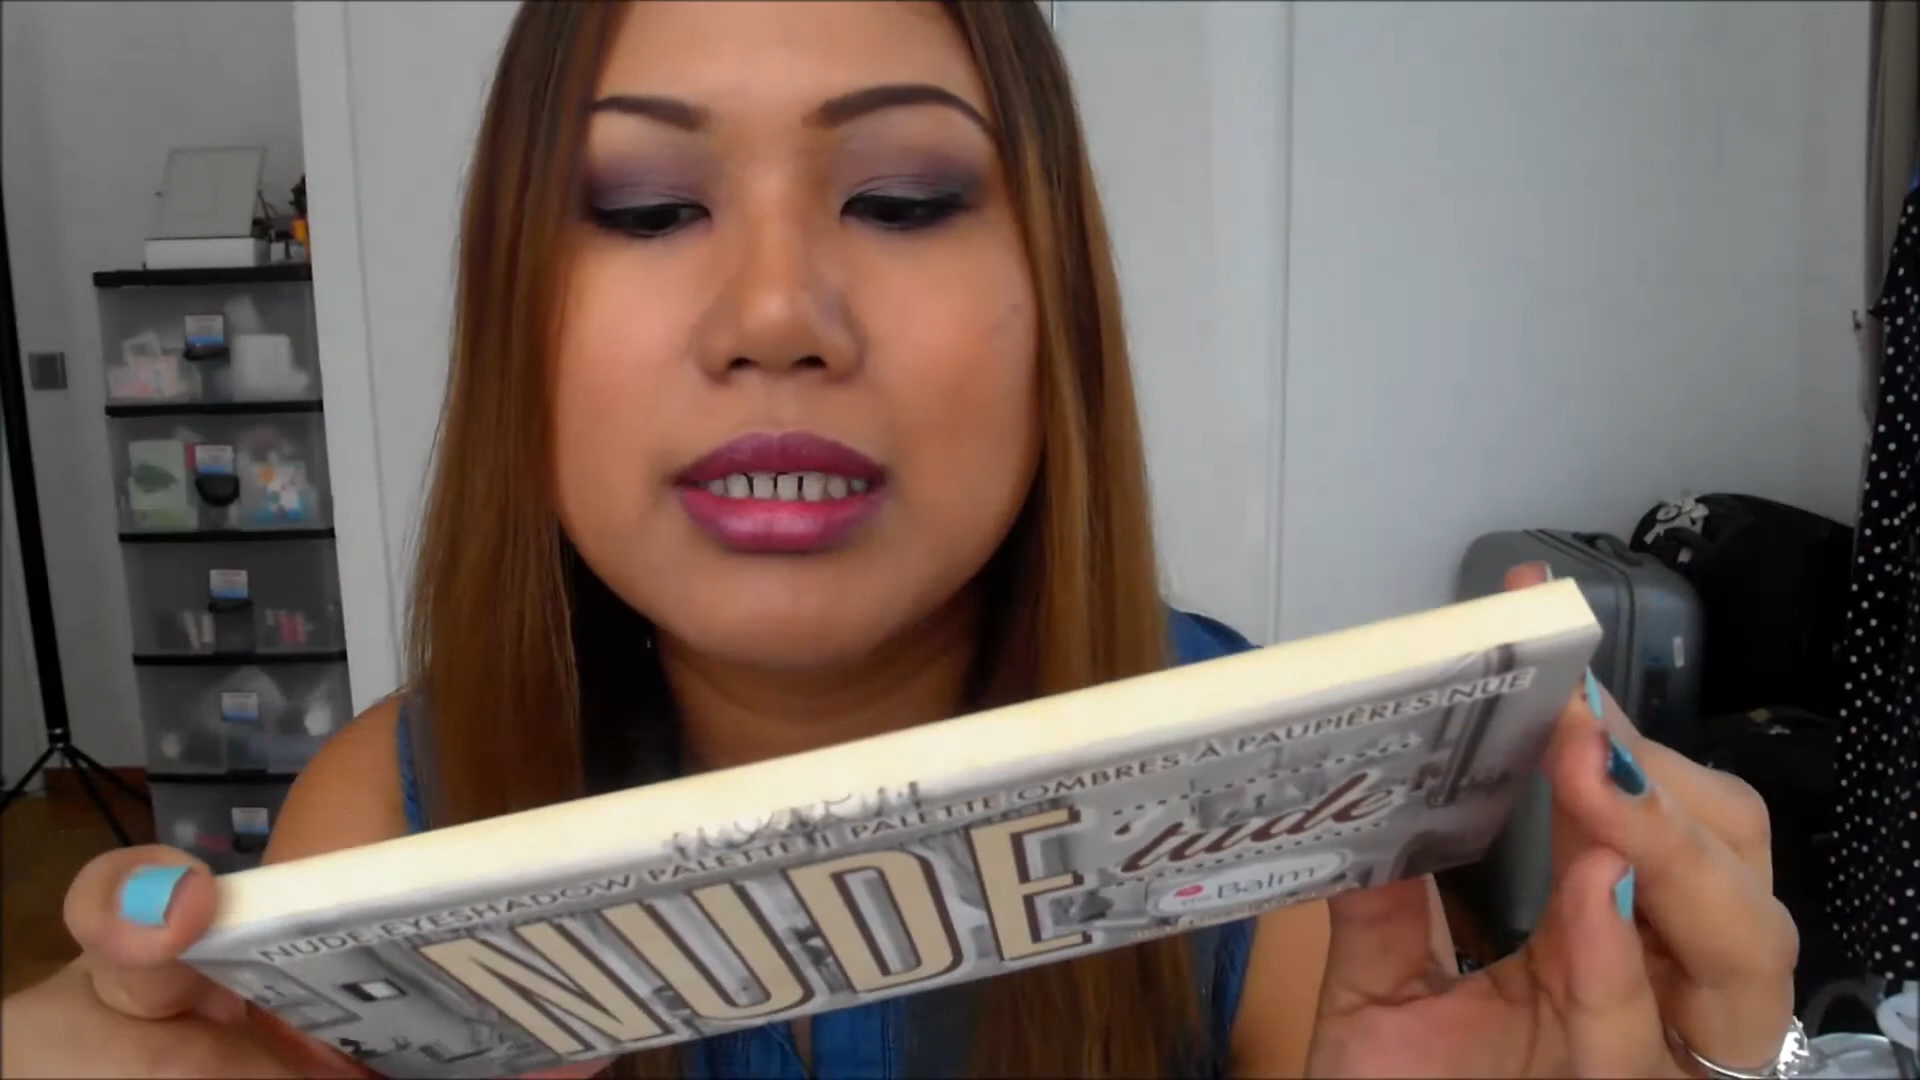 NUDE EYESHADOW PALETTE | PALETTE OMBRES À PAUPIÈRES NUE
NUDE 'tude
theBalm